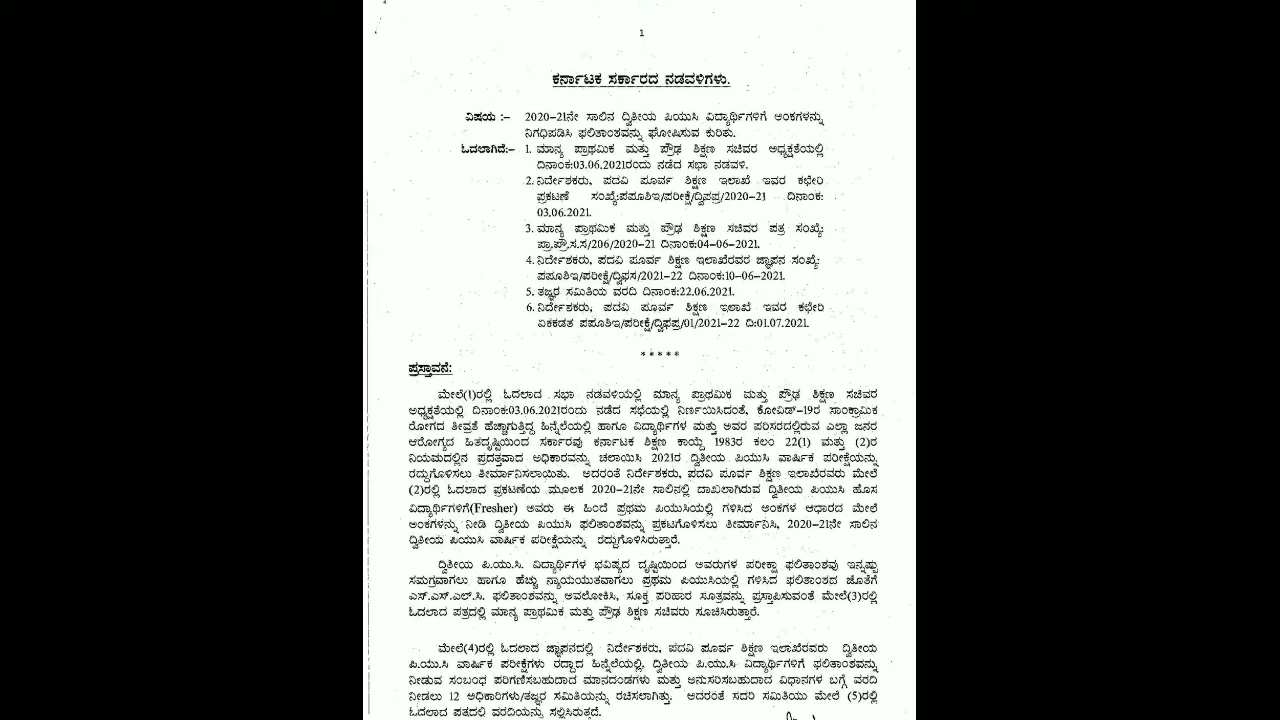 1
ಕರ್ನಾಟಕ ಸರ್ಕಾರದ ನಡವಳಿಗಳು.
ವಿಷಯ :– 2020–21ನೇ ಸಾಲಿನ ದ್ವಿತೀಯ ಪಿಯುಸಿ ವಿದ್ಯಾರ್ಥಿಗಳಿಗೆ ಅಂಕಗಳನ್ನು
ನಿಗಧಿಪಡಿಸಿ ಫಲಿತಾಂಶವನ್ನು ಘೋಷಿಸುವ ಕುರಿತು.
ಓದಲಾಗಿದೆ:– 1. ಮಾನ್ಯ ಪ್ರಾಥಮಿಕ ಮತ್ತು ಪ್ರೌಢ ಶಿಕ್ಷಣ ಸಚಿವರ ಅಧ್ಯಕ್ಷತೆಯಲ್ಲಿ
ದಿನಾಂಕ:03.06.2021ರಂದು ನಡೆದ ಸಭಾ ನಡವಳಿ.
2. ನಿರ್ದೇಶಕರು, ಪದವಿ ಪೂರ್ವ ಶಿಕ್ಷಣ ಇಲಾಖೆ ಇವರ ಕಛೇರಿ
ಪ್ರಕಟಣೆ ಸಂಖ್ಯೆ:ಪಪೂಶಿಇ/ಪರೀಕ್ಷೆ/ದ್ವಿಪಪ್ರ/2020–21 ದಿನಾಂಕ:
03.06.2021.
3. ಮಾನ್ಯ ಪ್ರಾಥಮಿಕ ಮತ್ತು ಪ್ರೌಢ ಶಿಕ್ಷಣ ಸಚಿವರ ಪತ್ರ ಸಂಖ್ಯೆ:
ಪ್ರಾ.ಪ್ರೌ.ಸ.ಸ/206/2020–21 ದಿನಾಂಕ:04-06-2021.
4. ನಿರ್ದೇಶಕರು, ಪದವಿ ಪೂರ್ವ ಶಿಕ್ಷಣ ಇಲಾಖೆರವರ ಜ್ಞಾಪನ ಸಂಖ್ಯೆ:
ಪಪೂಶಿಇ/ಪರೀಕ್ಷೆ/ದ್ವಿಫಸ/2021–22 ದಿನಾಂಕ:10–06–2021.
5. ತಜ್ಞರ ಸಮಿತಿಯ ವರದಿ ದಿನಾಂಕ:22.06.2021.
6. ನಿರ್ದೇಶಕರು, ಪದವಿ ಪೂರ್ವ ಶಿಕ್ಷಣ ಇಲಾಖೆ ಇವರ ಕಛೇರಿ
ಏಕಕಡತ ಪಪೂಶಿಇ/ಪರೀಕ್ಷೆ/ದ್ವಿಫಪ್ರ/01/2021–22 ದಿ:01.07.2021.
*****
ಪ್ರಸ್ತಾವನೆ:
ಮೇಲೆ(1)ರಲ್ಲಿ ಓದಲಾದ ಸಭಾ ನಡವಳಿಯಲ್ಲಿ ಮಾನ್ಯ ಪ್ರಾಥಮಿಕ ಮತ್ತು ಪ್ರೌಢ ಶಿಕ್ಷಣ ಸಚಿವರ
ಅಧ್ಯಕ್ಷತೆಯಲ್ಲಿ ದಿನಾಂಕ:03.06.2021ರಂದು ನಡೆದ ಸಭೆಯಲ್ಲಿ ನಿರ್ಣಯಿಸಿದಂತೆ, ಕೋವಿಡ್–19ರ ಸಾಂಕ್ರಾಮಿಕ
ರೋಗದ ತೀವ್ರತೆ ಹೆಚ್ಚಾಗುತ್ತಿದ್ದ ಹಿನ್ನೆಲೆಯಲ್ಲಿ ಹಾಗೂ ವಿದ್ಯಾರ್ಥಿಗಳ ಮತ್ತು ಅವರ ಪರಿಸರದಲ್ಲಿರುವ ಎಲ್ಲಾ ಜನರ
ಆರೋಗ್ಯದ ಹಿತದೃಷ್ಟಿಯಿಂದ ಸರ್ಕಾರವು ಕರ್ನಾಟಕ ಶಿಕ್ಷಣ ಕಾಯ್ದೆ 1983ರ ಕಲಂ 22(1) ಮತ್ತು (2)ರ
ನಿಯಮದಲ್ಲಿನ ಪ್ರದತ್ತವಾದ ಅಧಿಕಾರವನ್ನು ಚಲಾಯಿಸಿ 2021ರ ದ್ವಿತೀಯ ಪಿಯುಸಿ ವಾರ್ಷಿಕ ಪರೀಕ್ಷೆಯನ್ನು
ರದ್ದುಗೊಳಿಸಲು ತೀರ್ಮಾನಿಸಲಾಯಿತು. ಅದರಂತೆ ನಿರ್ದೇಶಕರು, ಪದವಿ ಪೂರ್ವ ಶಿಕ್ಷಣ ಇಲಾಖೆರವರು ಮೇಲೆ
(2)ರಲ್ಲಿ ಓದಲಾದ ಪ್ರಕಟಣೆಯ ಮೂಲಕ 2020–21ನೇ ಸಾಲಿನಲ್ಲಿ ದಾಖಲಾಗಿರುವ ದ್ವಿತೀಯ ಪಿಯುಸಿ ಹೊಸ
ವಿದ್ಯಾರ್ಥಿಗಳಿಗೆ(Fresher) ಅವರು ಈ ಹಿಂದೆ ಪ್ರಥಮ ಪಿಯುಸಿಯಲ್ಲಿ ಗಳಿಸಿದ ಅಂಕಗಳ ಆಧಾರದ ಮೇಲೆ
ಅಂಕಗಳನ್ನು ನೀಡಿ ದ್ವಿತೀಯ ಪಿಯುಸಿ ಫಲಿತಾಂಶವನ್ನು ಪ್ರಕಟಗೊಳಿಸಲು ತೀರ್ಮಾನಿಸಿ, 2020–21ನೇ ಸಾಲಿನ
ದ್ವಿತೀಯ ಪಿಯುಸಿ ವಾರ್ಷಿಕ ಪರೀಕ್ಷೆಯನ್ನು ರದ್ದುಗೊಳಿಸಿರುತ್ತಾರೆ.
ದ್ವಿತೀಯ ಪಿ.ಯು.ಸಿ. ವಿದ್ಯಾರ್ಥಿಗಳ ಭವಿಷ್ಯದ ದೃಷ್ಟಿಯಿಂದ ಅವರುಗಳ ಪರೀಕ್ಷಾ ಫಲಿತಾಂಶವು ಇನ್ನಷ್ಟು
ಸಮಗ್ರವಾಗಲು ಹಾಗೂ ಹೆಚ್ಚು ನ್ಯಾಯಯುತವಾಗಲು ಪ್ರಥಮ ಪಿಯುಸಿಯಲ್ಲಿ ಗಳಿಸಿದ ಫಲಿತಾಂಶದ ಜೊತೆಗೆ
ಎಸ್.ಎಸ್.ಎಲ್.ಸಿ. ಫಲಿತಾಂಶವನ್ನು ಅವಲೋಕಿಸಿ, ಸೂಕ್ತ ಪರಿಹಾರ ಸೂತ್ರವನ್ನು ಪ್ರಸ್ತಾಪಿಸುವಂತೆ ಮೇಲೆ(3)ರಲ್ಲಿ
ಓದಲಾದ ಪತ್ರದಲ್ಲಿ ಮಾನ್ಯ ಪ್ರಾಥಮಿಕ ಮತ್ತು ಪ್ರೌಢ ಶಿಕ್ಷಣ ಸಚಿವರು ಸೂಚಿಸಿರುತ್ತಾರೆ.
ಮೇಲೆ(4)ರಲ್ಲಿ ಓದಲಾದ ಜ್ಞಾಪನದಲ್ಲಿ ನಿರ್ದೇಶಕರು, ಪದವಿ ಪೂರ್ವ ಶಿಕ್ಷಣ ಇಲಾಖೆರವರು ದ್ವಿತೀಯ
ಪಿ.ಯು.ಸಿ ವಾರ್ಷಿಕ ಪರೀಕ್ಷೆಗಳು ರದ್ದಾದ ಹಿನ್ನೆಲೆಯಲ್ಲಿ, ದ್ವಿತೀಯ ಪಿ.ಯು.ಸಿ ವಿದ್ಯಾರ್ಥಿಗಳಿಗೆ ಫಲಿತಾಂಶವನ್ನು
ನೀಡುವ ಸಂಬಂಧ ಪರಿಗಣಿಸಬಹುದಾದ ಮಾನದಂಡಗಳು ಮತ್ತು ಅನುಸರಿಸಬಹುದಾದ ವಿಧಾನಗಳ ಬಗ್ಗೆ ವರದಿ
ನೀಡಲು 12 ಅಧಿಕಾರಿಗಳು/ತಜ್ಞರ ಸಮಿತಿಯನ್ನು ರಚಿಸಲಾಗಿತ್ತು. ಅದರಂತೆ ಸದರಿ ಸಮಿತಿಯು ಮೇಲೆ (5)ರಲ್ಲಿ
ಓದಲಾದ ಪತ್ರದಲ್ಲಿ ವರದಿಯನ್ನು ಸಲ್ಲಿಸಿರುತ್ತದೆ.